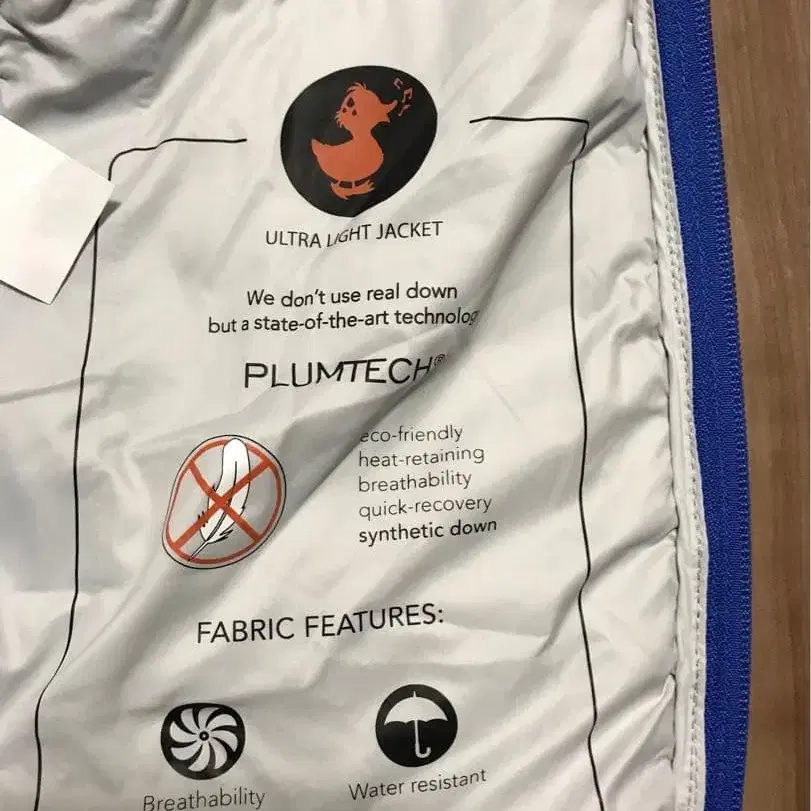 ULTRA LIGHT JACKET
We don't use real down
but a state-of-the-art technolog
PLUMTECH®
eco-friendly
heat-retaining
breathability
quick-recovery
synthetic down
FABRIC FEATURES:
Breathability
Water resistant